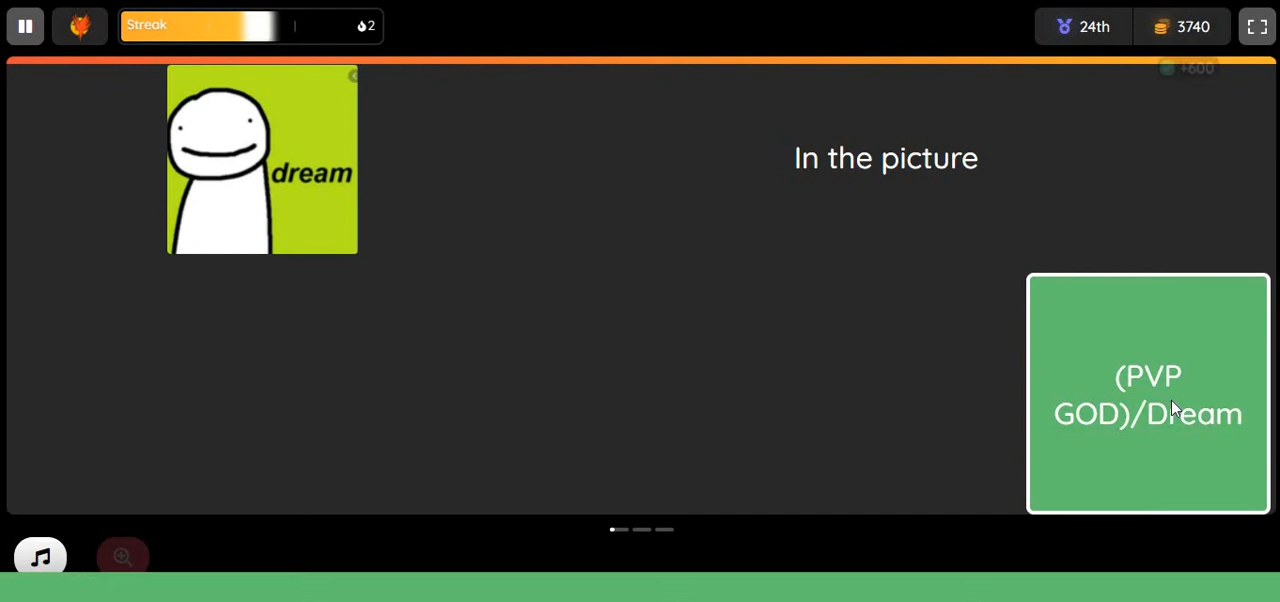 Streak
2
24th
3740
+600
dream
In the picture
(PVP
GOD)/Dream